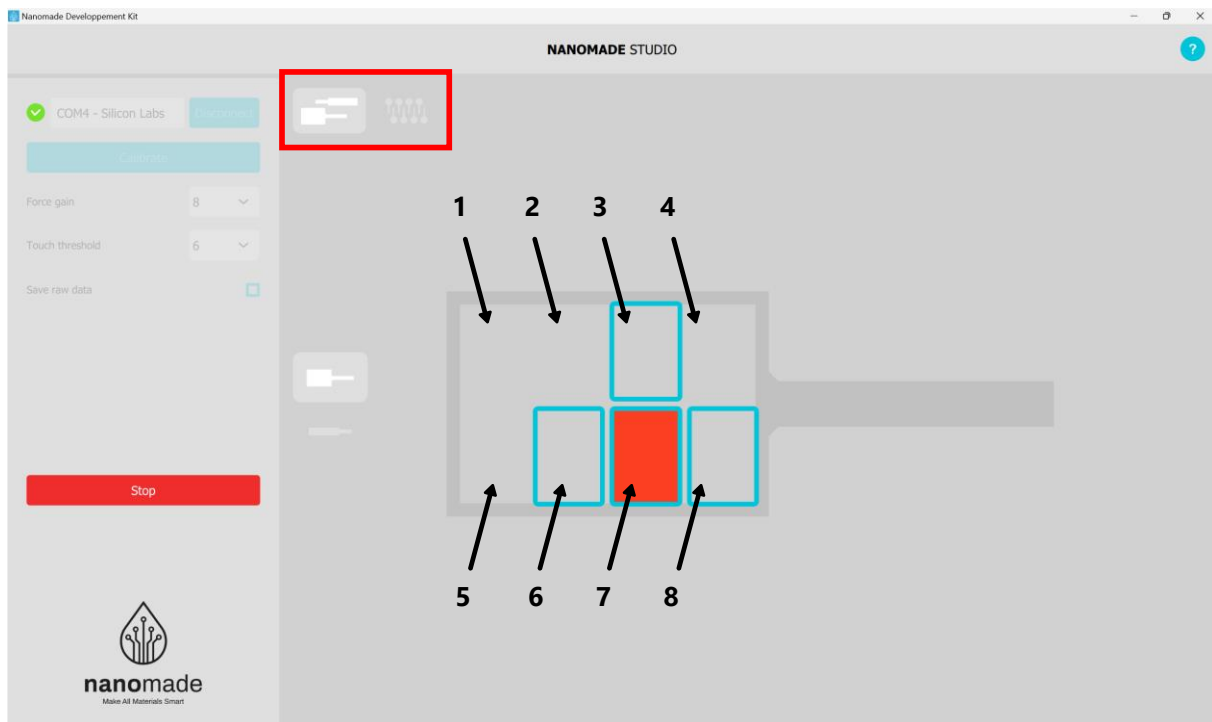 Nanomade Developpement Kit
NANOMADE STUDIO
?
COM4 - Silicon Labs
Disconnect
Calibrate
Force gain
8
Touch threshold
6
Save raw data
1 2 3 4
Stop
5 6 7 8
nanomade
Make All Materials Smart